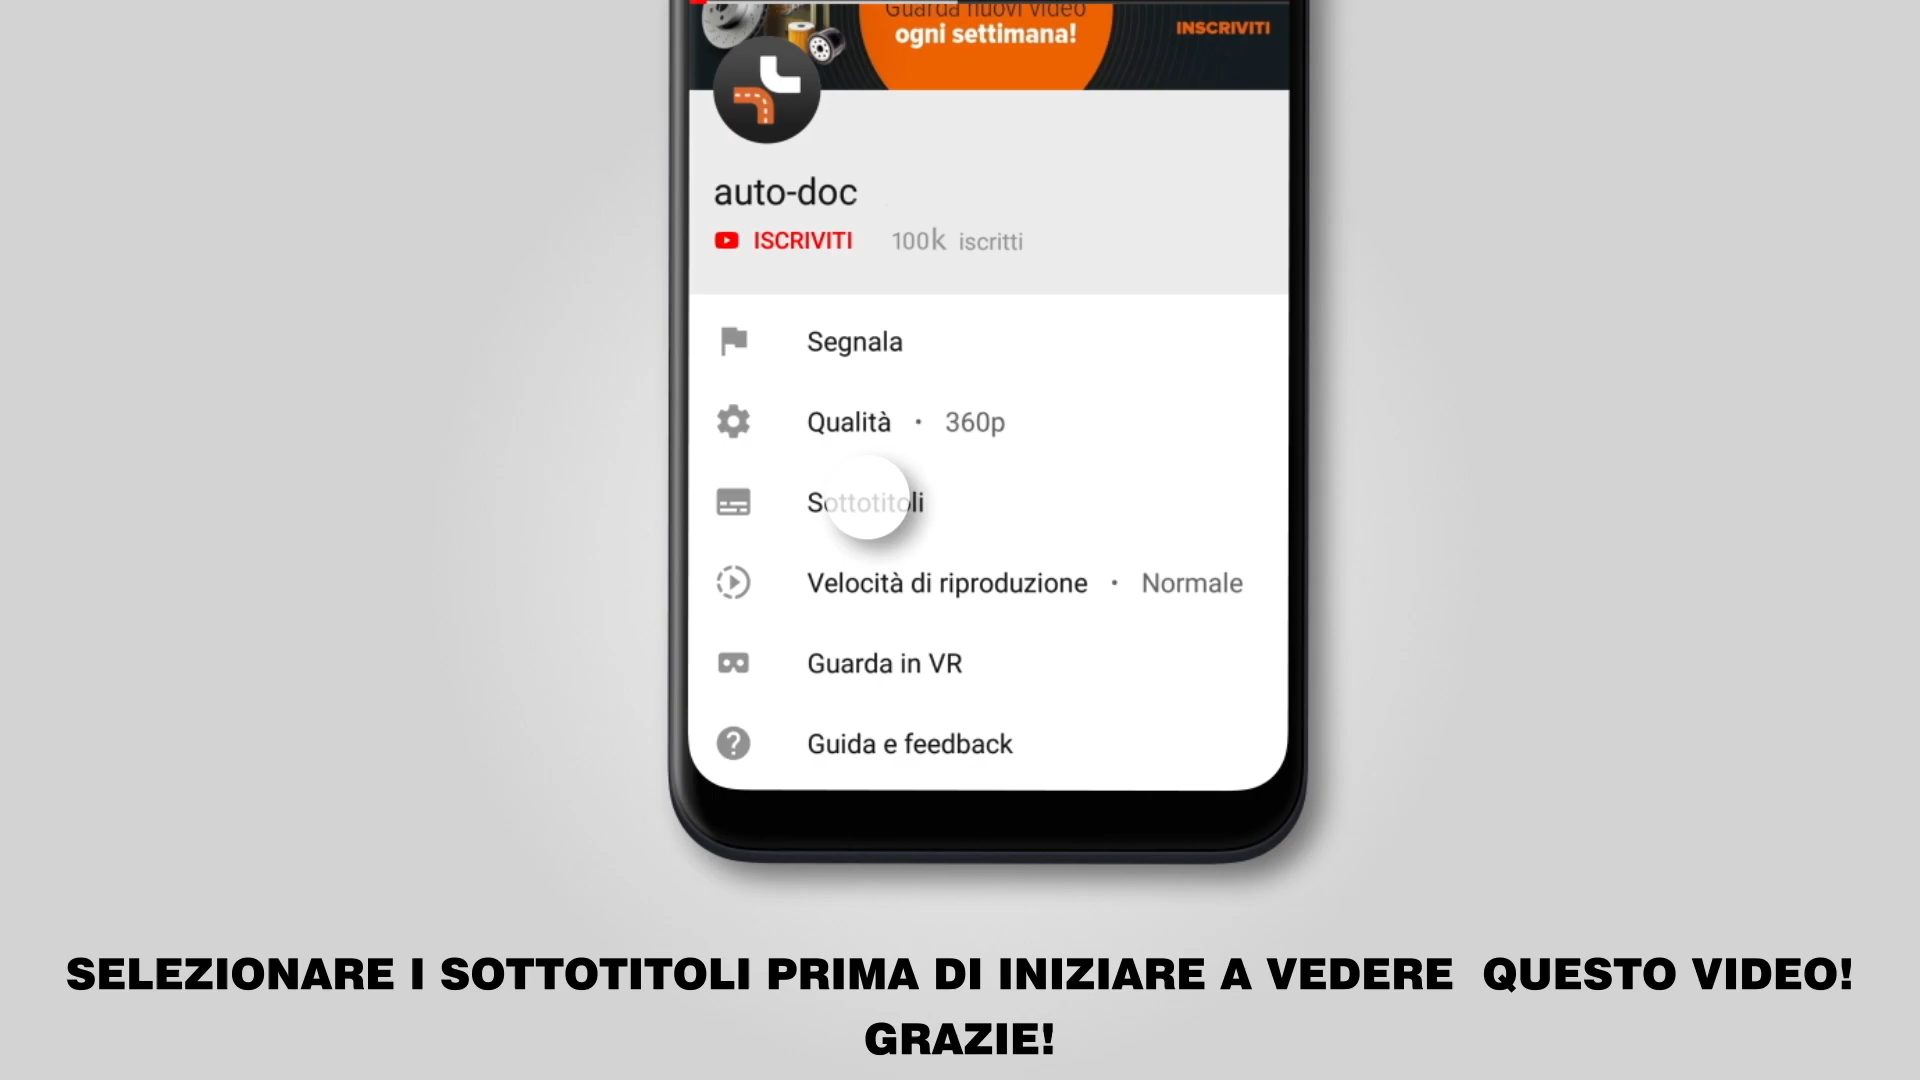 Guarda nuovi video
ogni settimana!
INSCRIVITI
auto-doc
ISCRIVITI 100k iscritti
Segnala
Qualità • 360p
Sottotitoli
Velocità di riproduzione • Normale
Guarda in VR
Guida e feedback
SELEZIONARE I SOTTOTITOLI PRIMA DI INIZIARE A VEDERE QUESTO VIDEO!
GRAZIE!